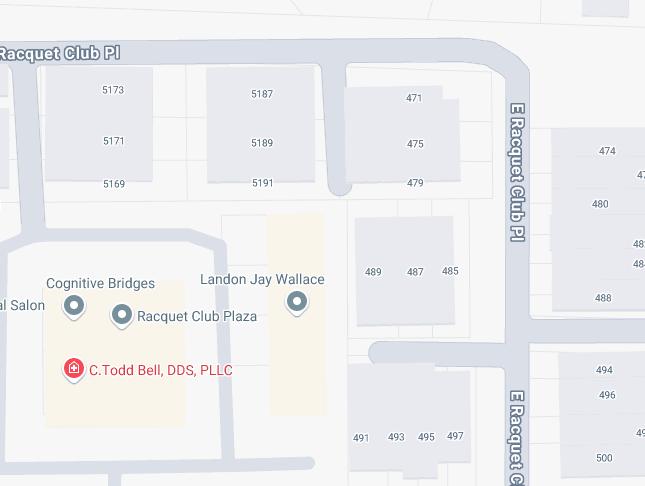 Racquet Club Pl
5173
5187
471
E Racquet Club Pl
5171
5189
475
474
5169
5191
479
480
489
487
485
488
Cognitive Bridges
Landon Jay Wallace
al Salon
Racquet Club Plaza
C.Todd Bell, DDS, PLLC
494
496
491
493
495
497
500
E Racquet C